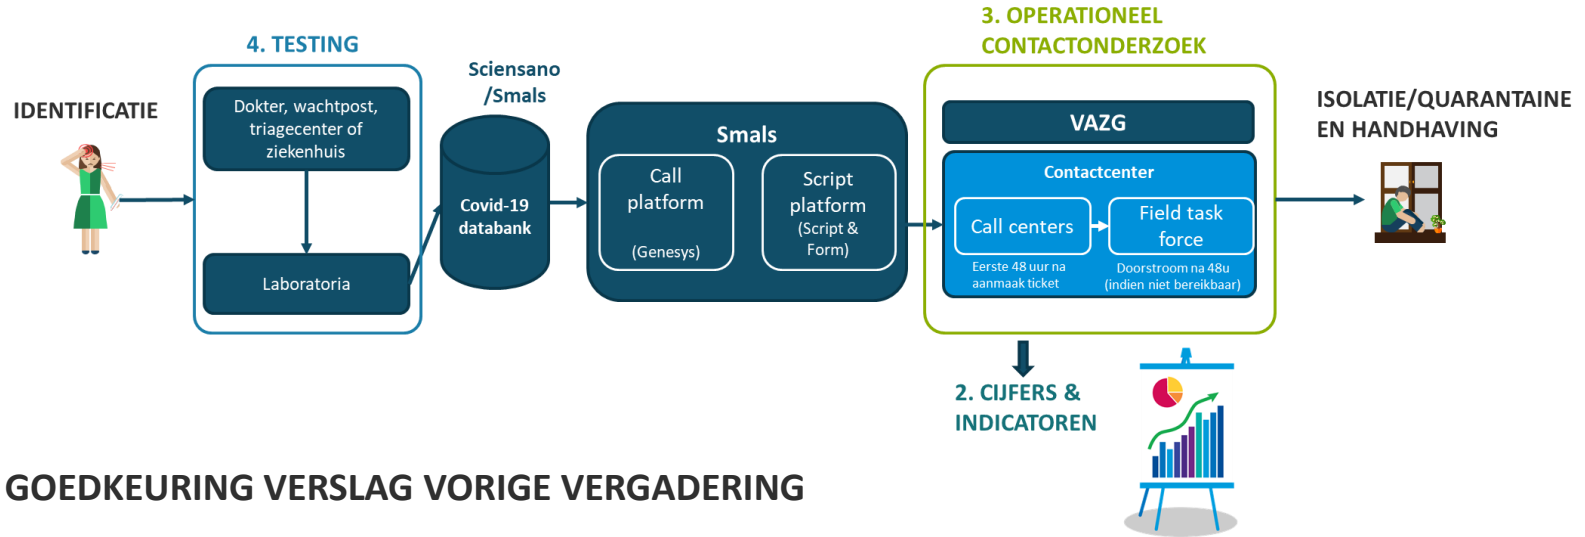 IDENTIFICATIE
4. TESTING
Dokter, wachtpost,
triagecenter of
ziekenhuis
Laboratoria
Sciensano
/Smals
Covid-19
databank
Smals
Call
platform
(Genesys)
Script
platform
(Script &
Form)
3. OPERATIONEEL
CONTACTONDERZOEK
VAZG
Contactcenter
Call centers
Eerste 48 uur na
aanmaak ticket
Field task
force
Doorstroom na 48u
(indien niet bereikbaar)
ISOLATIE/QUARANTAINE
EN HANDHAVING
2. CIJFERS &
INDICATOREN
GOEDKEURING VERSLAG VORIGE VERGADERING